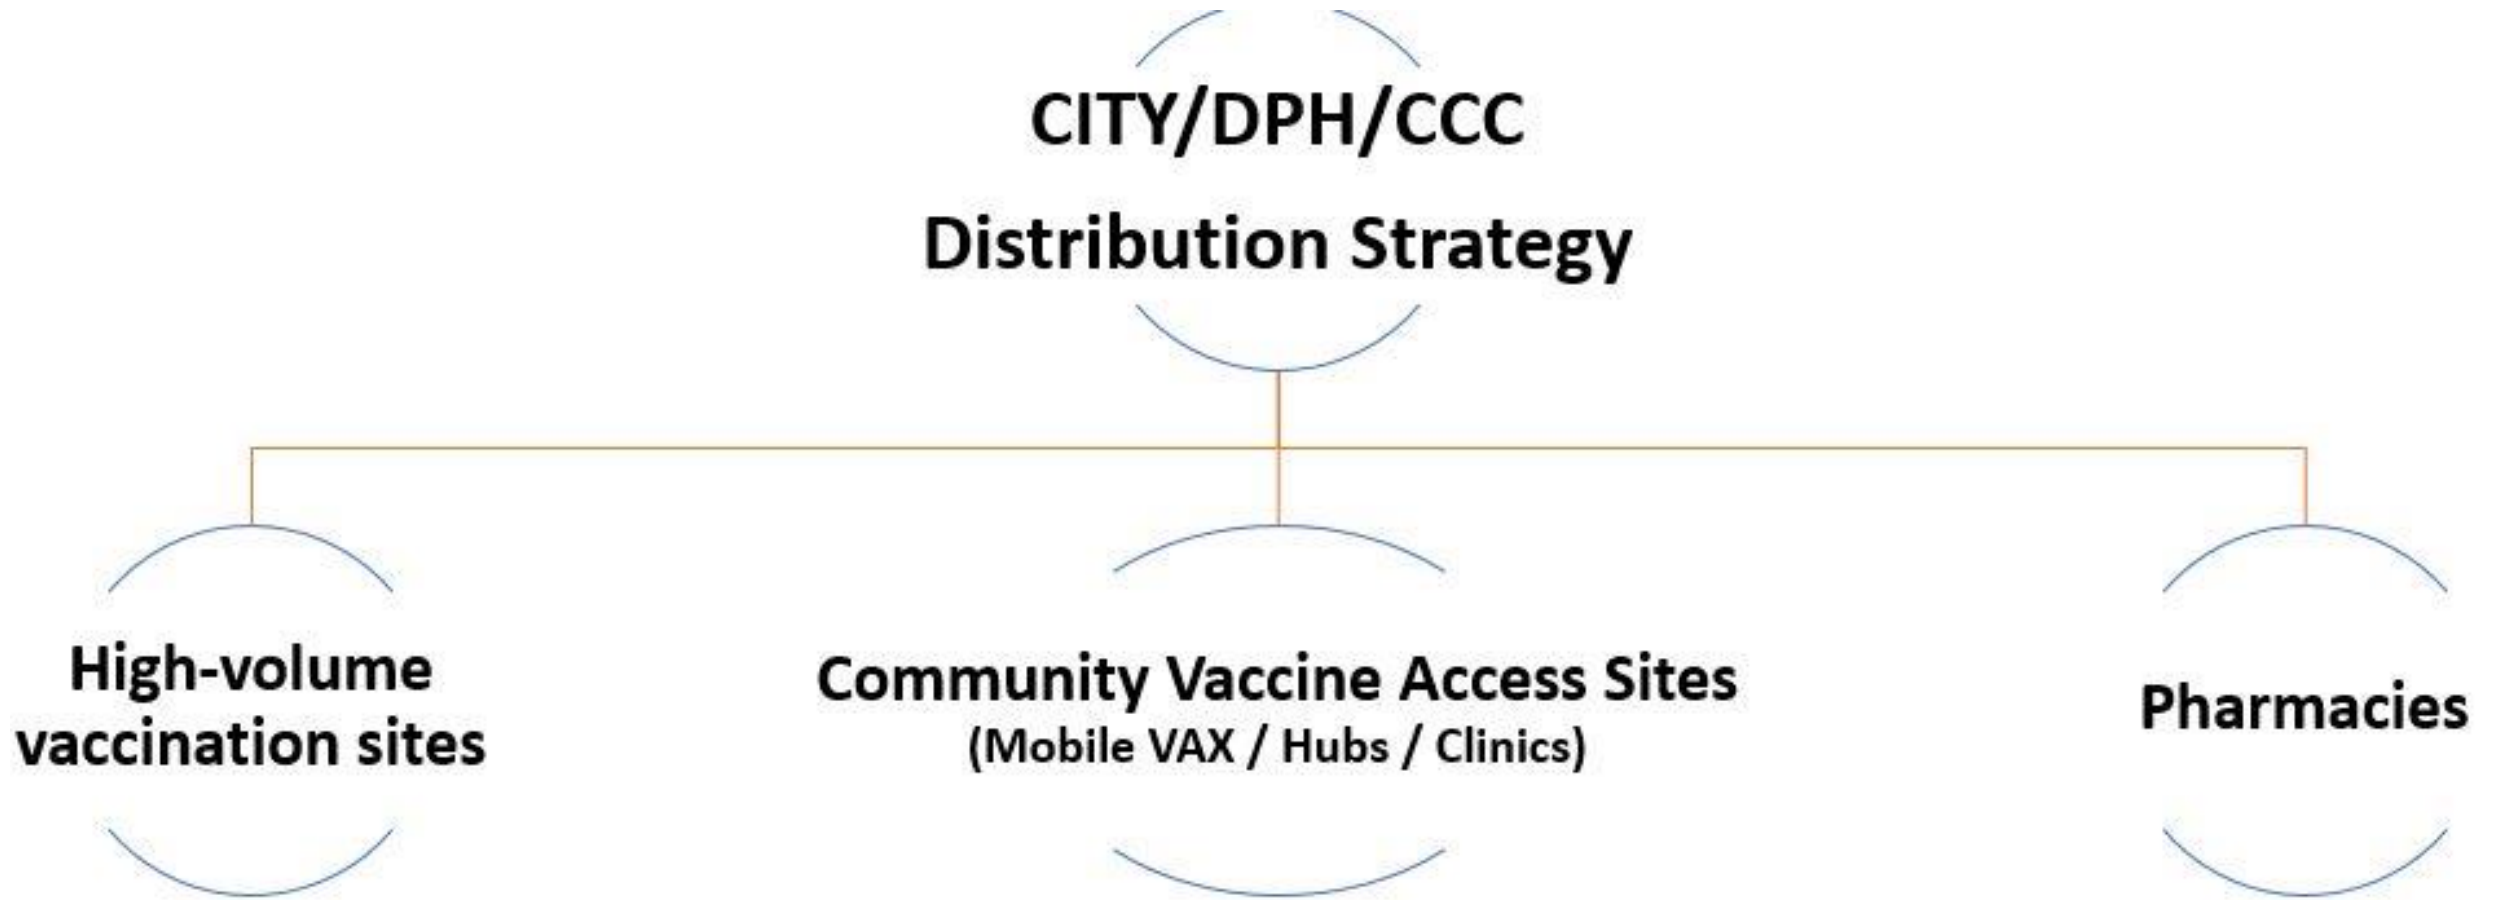 CITY/DPH/CCC
Distribution Strategy
High-volume
vaccination sites
Community Vaccine Access Sites
(Mobile VAX / Hubs / Clinics)
Pharmacies